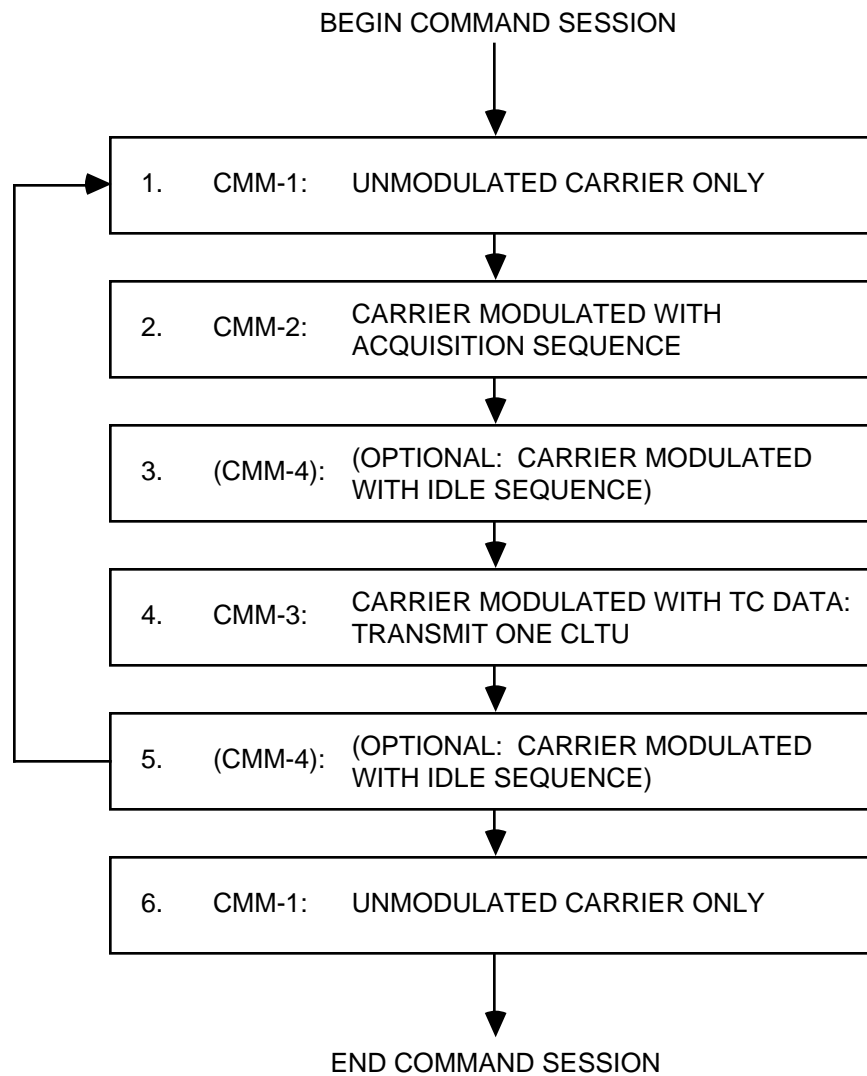 BEGIN COMMAND SESSION
1. CMM-1: UNMODULATED CARRIER ONLY
2. CMM-2: CARRIER MODULATED WITH
ACQUISITION SEQUENCE
3. (CMM-4): (OPTIONAL: CARRIER MODULATED
WITH IDLE SEQUENCE)
4. CMM-3: CARRIER MODULATED WITH TC DATA:
TRANSMIT ONE CLTU
5. (CMM-4): (OPTIONAL: CARRIER MODULATED
WITH IDLE SEQUENCE)
6. CMM-1: UNMODULATED CARRIER ONLY
END COMMAND SESSION